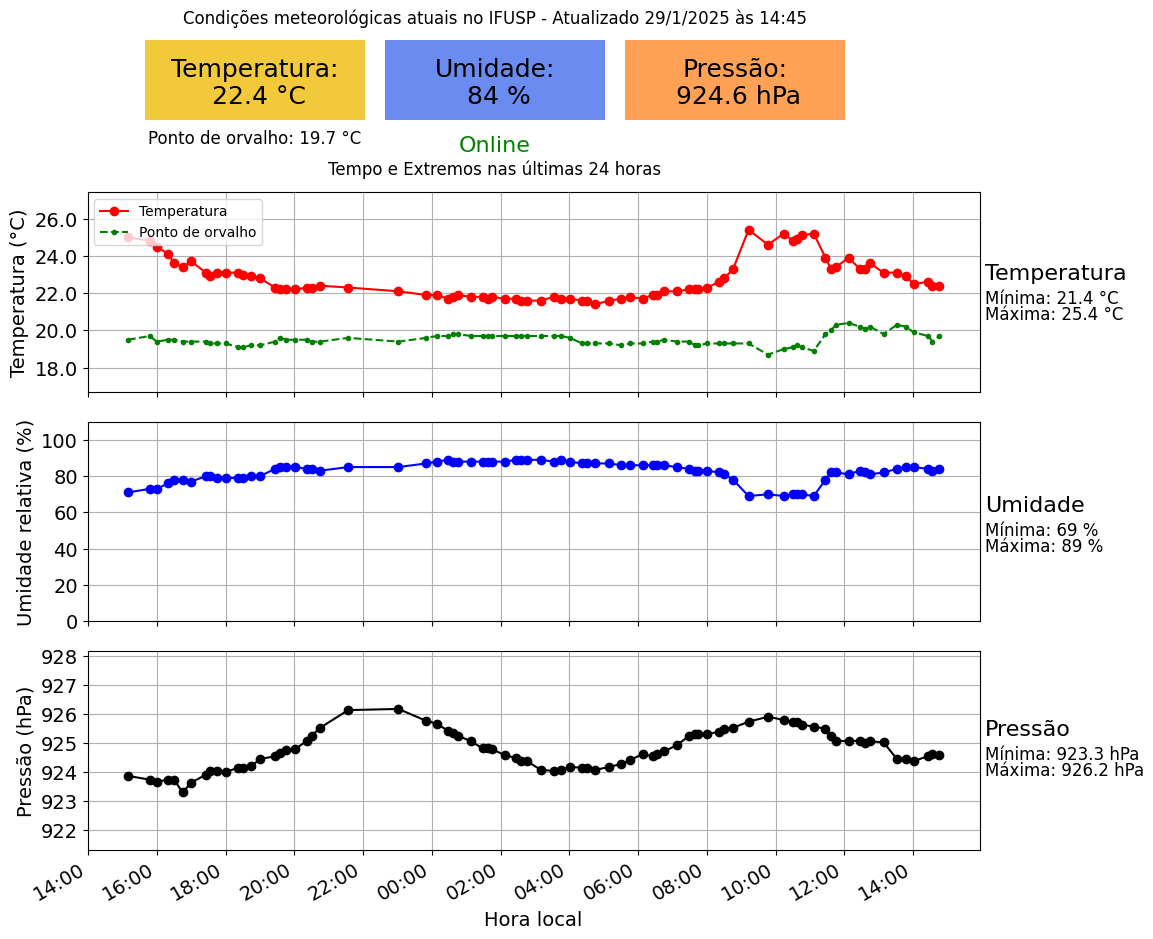 Condições meteorológicas atuais no IFUSP - Atualizado 29/1/2025 às 14:45
Temperatura:
22.4 °C
Umidade:
84 %
Pressão:
924.6 hPa
Ponto de orvalho: 19.7 °C
Online
Tempo e Extremos nas últimas 24 horas
Temperatura (°C)
26.0
24.0
22.0
20.0
18.0
Temperatura
Ponto de orvalho
Temperatura
Mínima: 21.4 °C
Máxima: 25.4 °C
Umidade relativa (%)
100
80
60
40
20
0
Umidade
Mínima: 69 %
Máxima: 89 %
Pressão (hPa)
928
927
926
925
924
923
922
Pressão
Mínima: 923.3 hPa
Máxima: 926.2 hPa
14:00 16:00 18:00 20:00 22:00 00:00 02:00 04:00 06:00 08:00 10:00 12:00 14:00
Hora local